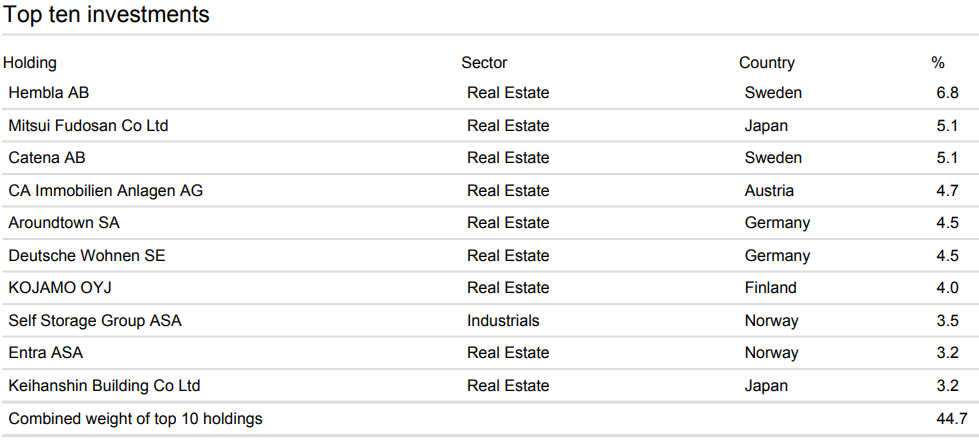 Top ten investments
Holding Sector Country %
Hembla AB Real Estate Sweden 6.8
Mitsui Fudosan Co Ltd Real Estate Japan 5.1
Catena AB Real Estate Sweden 5.1
CA Immobilien Anlagen AG Real Estate Austria 4.7
Aroundtown SA Real Estate Germany 4.5
Deutsche Wohnen SE Real Estate Germany 4.5
KOJAMO OYJ Real Estate Finland 4.0
Self Storage Group ASA Industrials Norway 3.5
Entra ASA Real Estate Norway 3.2
Keihanshin Building Co Ltd Real Estate Japan 3.2
Combined weight of top 10 holdings 44.7